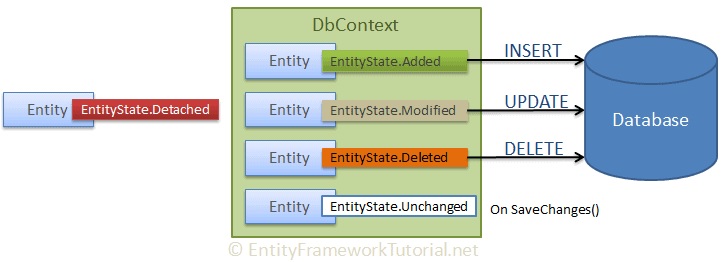 DbContext
Entity EntityState.Added INSERT
Entity EntityState.Detached
Entity EntityState.Modified UPDATE
Database
Entity EntityState.Deleted DELETE
Entity EntityState.Unchanged On SaveChanges()
© EntityFrameworkTutorial.net